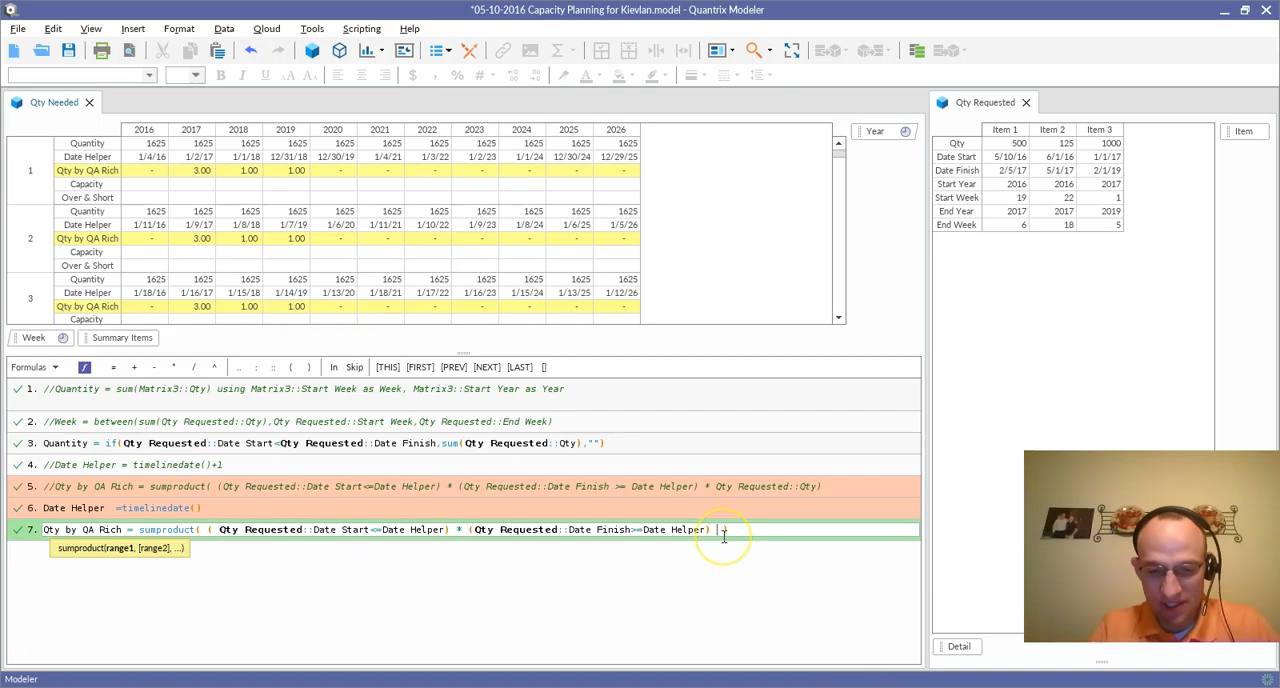 *05-10-2016 Capacity Planning for Kievlan.model - Quantrix Modeler
File Edit View Insert Format Data Qloud Tools Scripting Help
Qty Needed
Qty Requested
2016 2017 2018 2019 2020 2021 2022 2023 2024 2025 2026
Year
1
Quantity 1625 1625 1625 1625 1625 1625 1625 1625 1625 1625 1625
Date Helper 1/4/16 1/2/17 1/1/18 12/31/18 12/30/19 1/4/21 1/3/22 1/2/23 1/1/24 12/30/24 12/29/25
Qty by QA Rich - 3.00 1.00 1.00 - - - - - - -
Capacity
Over & Short
2
Quantity 1625 1625 1625 1625 1625 1625 1625 1625 1625 1625 1625
Date Helper 1/11/16 1/9/17 1/8/18 1/7/19 1/6/20 1/11/21 1/10/22 1/9/23 1/8/24 1/6/25 1/5/26
Qty by QA Rich - 3.00 1.00 1.00 - - - - - - -
Capacity
Over & Short
3
Quantity 1625 1625 1625 1625 1625 1625 1625 1625 1625 1625 1625
Date Helper 1/18/16 1/16/17 1/15/18 1/14/19 1/13/20 1/18/21 1/17/22 1/16/23 1/15/24 1/13/25 1/12/26
Qty by QA Rich - 3.00 1.00 1.00 - - - - - - -
Capacity
Week
Summary Items
Item 1 Item 2 Item 3
Item
Qty 500 125 1000
Date Start 5/10/16 6/1/16 1/1/17
Date Finish 2/5/17 5/1/17 2/1/19
Start Year 2016 2016 2017
Start Week 19 22 1
End Year 2017 2017 2019
End Week 6 18 5
Formulas ƒ = + - * / ^ .. : :: ( ) In Skip [THIS] [FIRST] [PREV] [NEXT] [LAST] []
1. //Quantity = sum(Matrix3::Qty) using Matrix3::Start Week as Week, Matrix3::Start Year as Year
2. //Week = between(sum(Qty Requested::Qty),Qty Requested::Start Week,Qty Requested::End Week)
3. Quantity = if(Qty Requested::Date Start<Qty Requested::Date Finish,sum(Qty Requested::Qty),"")
4. //Date Helper = timelinedate()+1
5. //Qty by QA Rich = sumproduct( (Qty Requested::Date Start<=Date Helper) * (Qty Requested::Date Finish >= Date Helper) * Qty Requested::Qty)
6. Date Helper =timelinedate()
7. Qty by QA Rich = sumproduct( ( Qty Requested::Date Start<=Date Helper) * (Qty Requested::Date Finish>=Date Helper) )
sumproduct(range1, [range2], ...)
Detail
Modeler